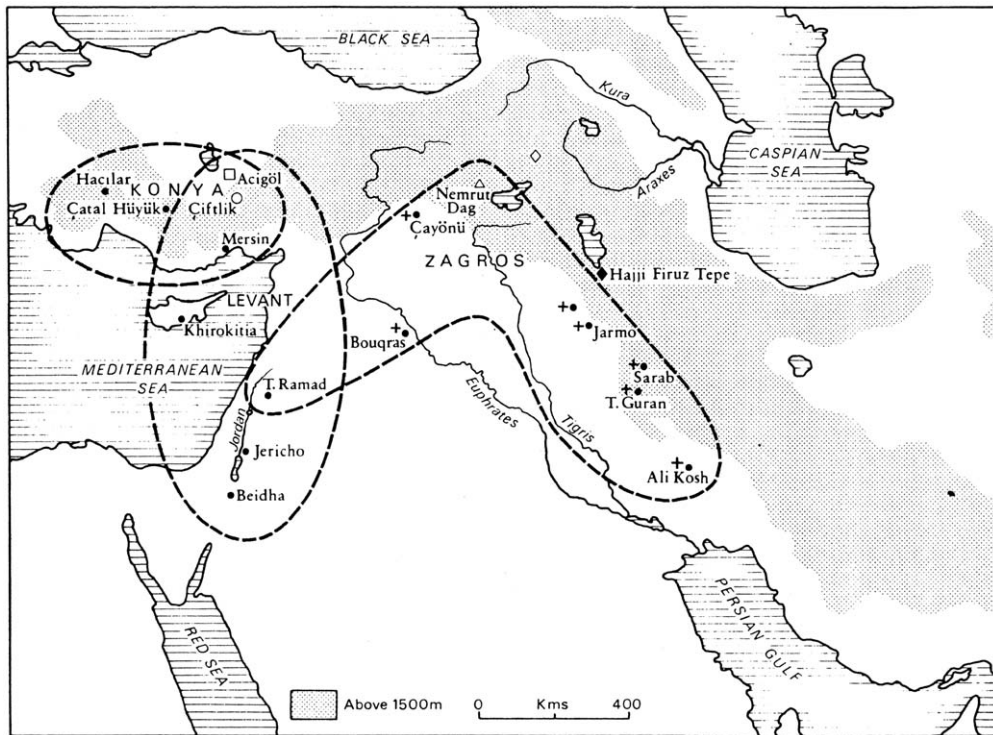 BLACK SEA
Kura
CASPIAN
SEA
Araxes
Hacılar
KONYA
Acigöl
Çatal Hüyük
Çiftlik
Nemrut
Dag
Çayönü
Mersin
ZAGROS
Hajji Firuz Tepe
LEVANT
Khirokitia
Jarmo
Bouqras
MEDITERRANEAN
SEA
Sarab
T. Ramad
T. Guran
Euphrates
Tigris
Jordan
Jericho
Ali Kosh
Beidha
PERSIAN GULF
RED SEA
Above 1500m
0 Kms 400